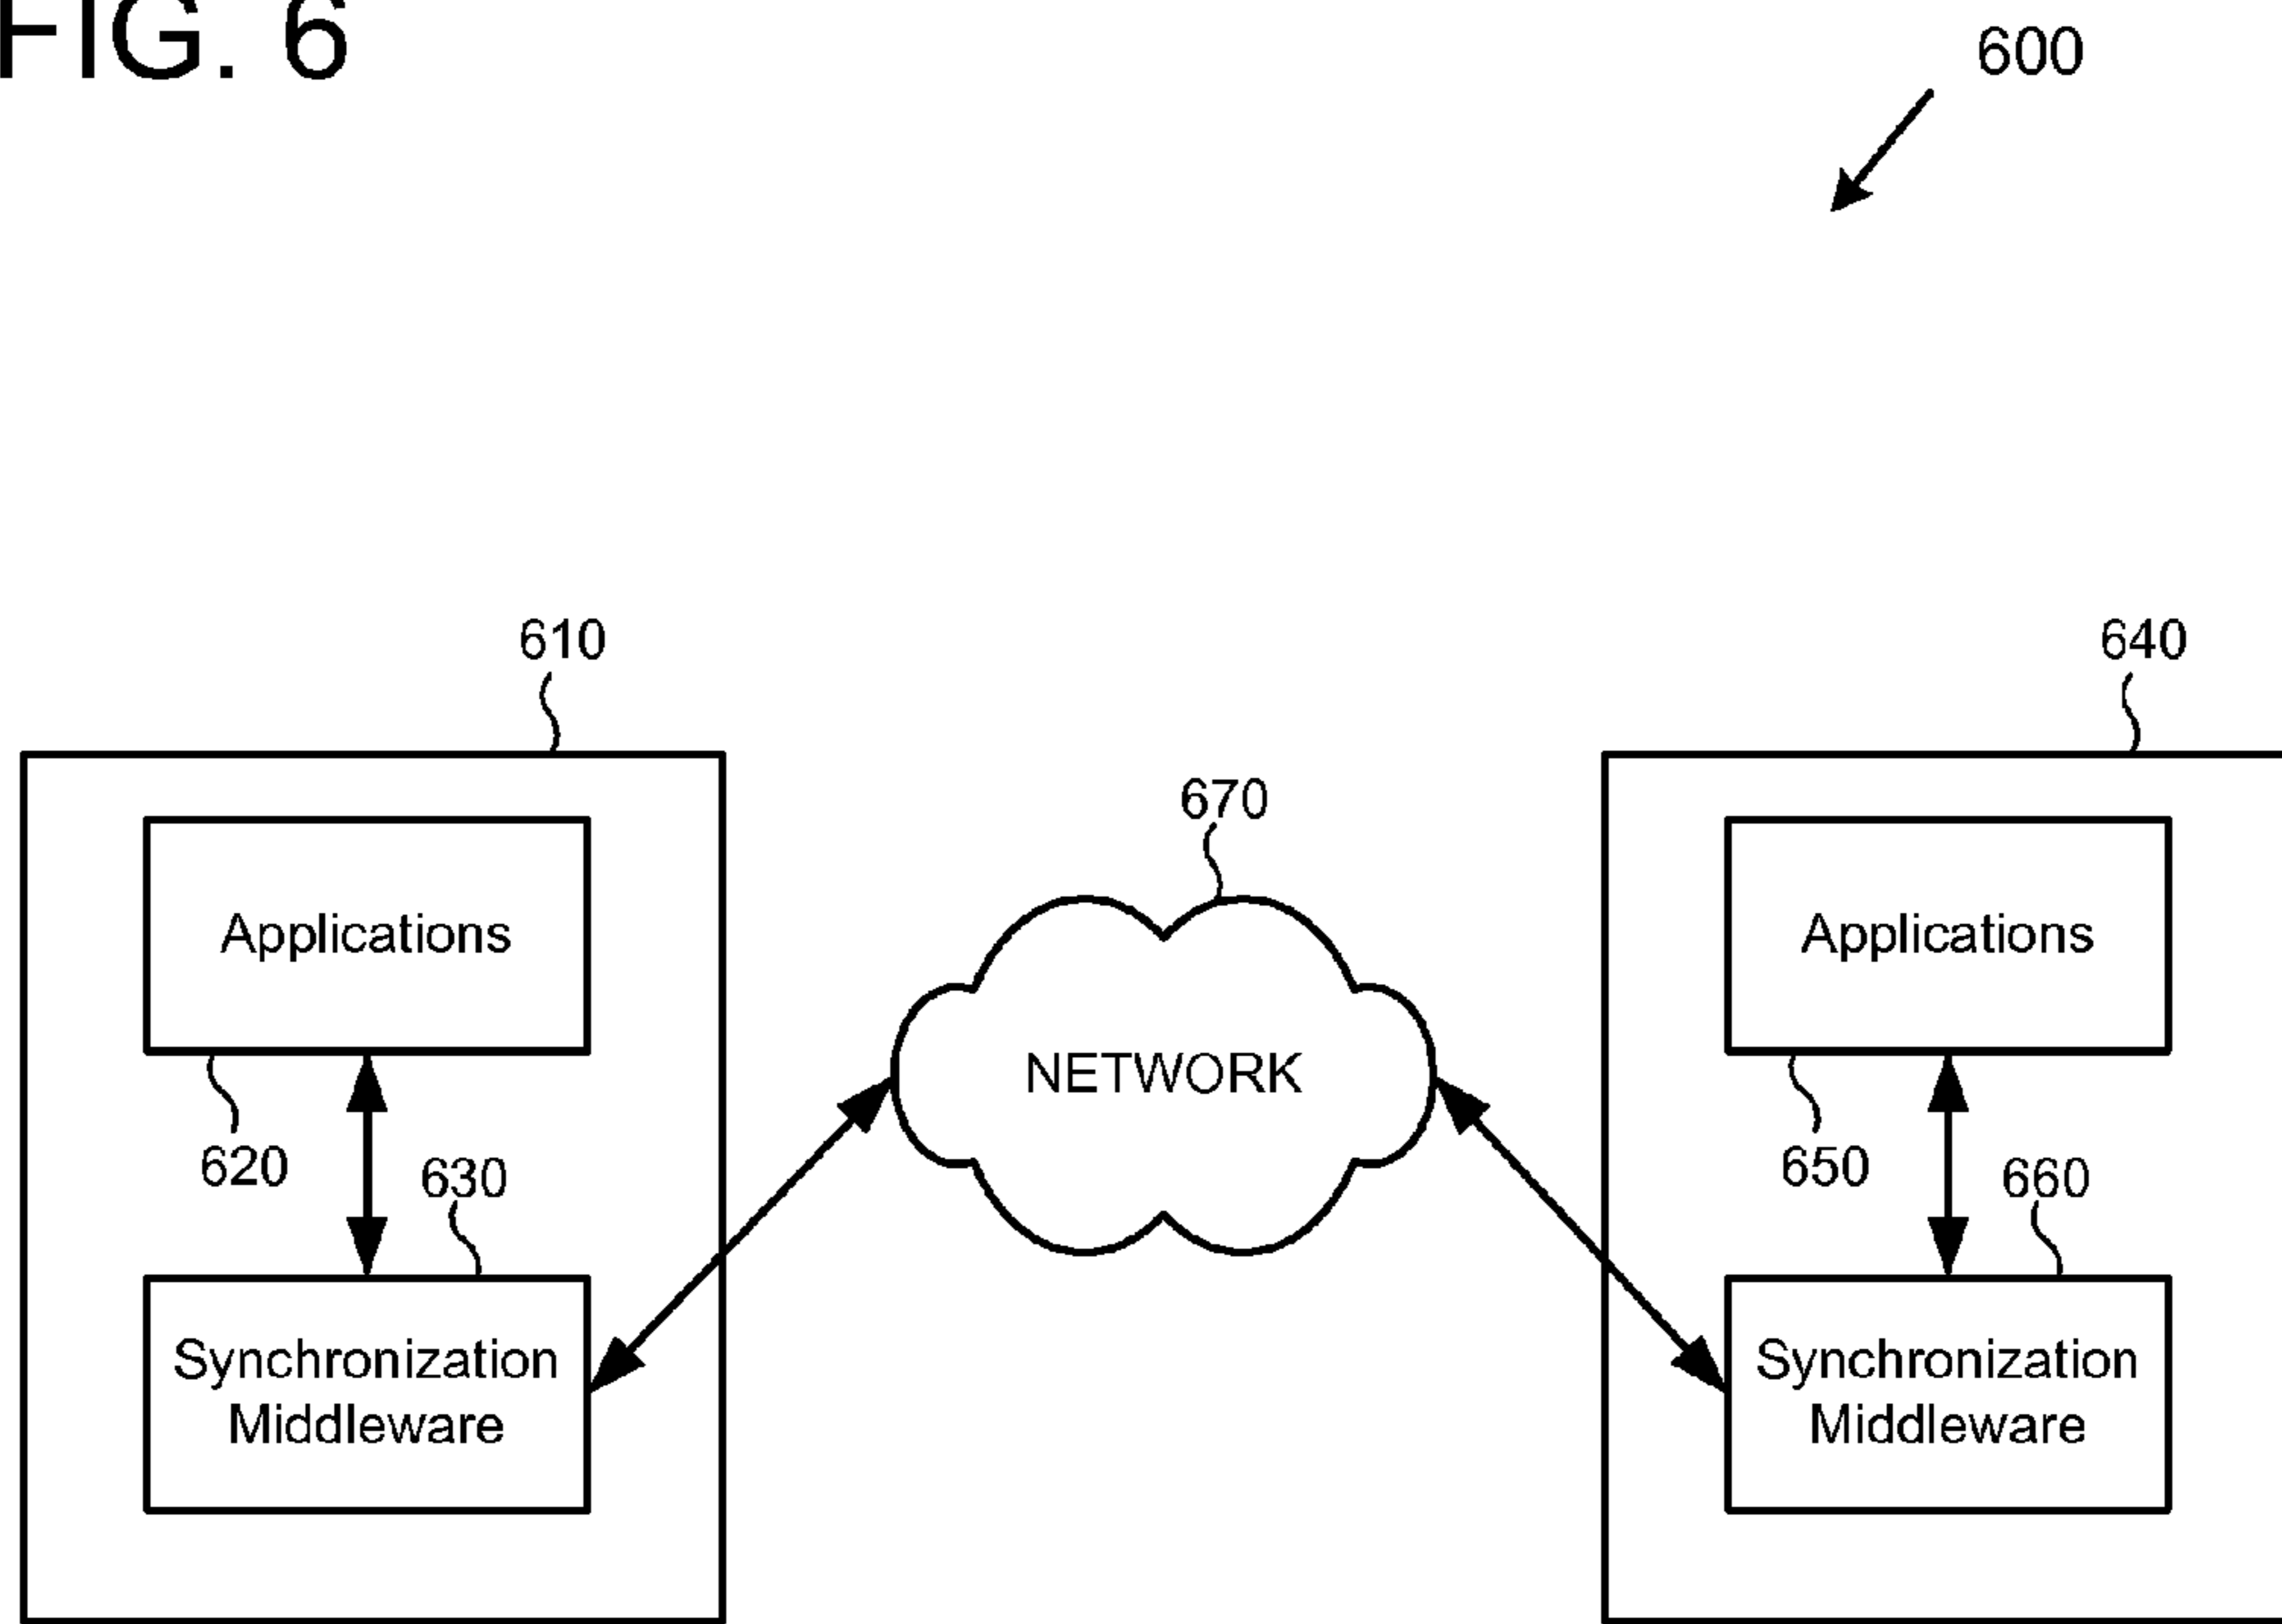 FIG. 6
600
610
640
670
Applications
Applications
NETWORK
620
630
650
660
Synchronization
Middleware
Synchronization
Middleware